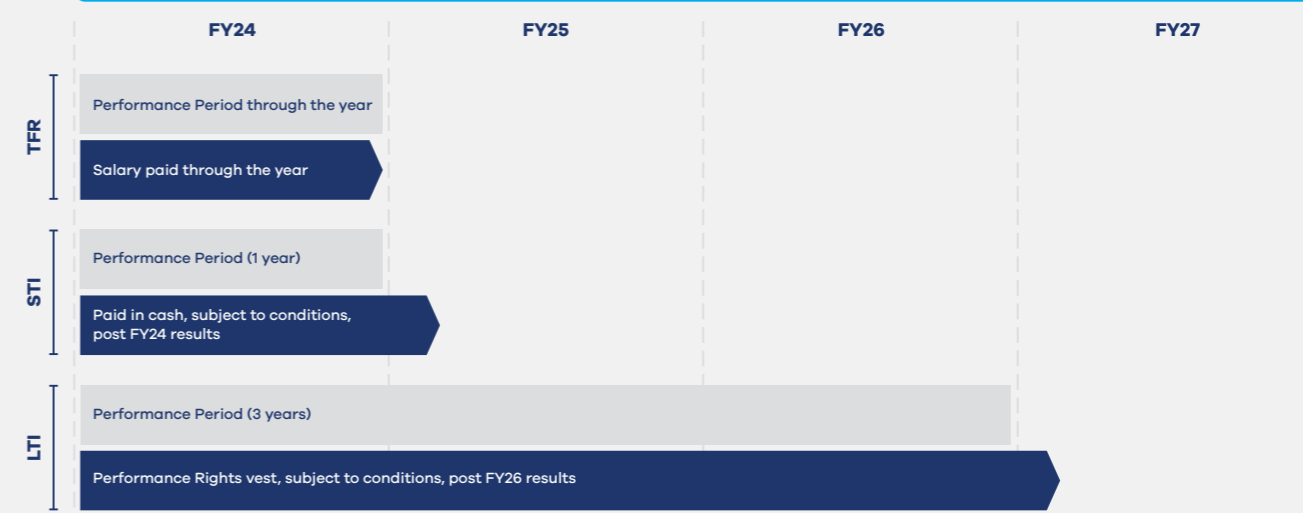 FY24 FY25 FY26 FY27
TFR
Performance Period through the year
Salary paid through the year
STI
Performance Period (1 year)
Paid in cash, subject to conditions,
post FY24 results
LTI
Performance Period (3 years)
Performance Rights vest, subject to conditions, post FY26 results